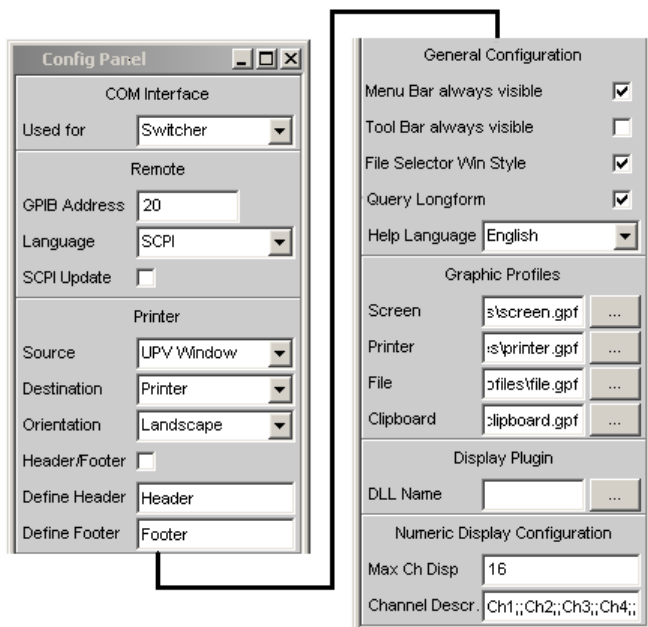 Config Panel
COM Interface
Used for Switcher
Remote
GPIB Address 20
Language SCPI
SCPI Update
Printer
Source UPV Window
Destination Printer
Orientation Landscape
Header/Footer
Define Header Header
Define Footer Footer
General Configuration
Menu Bar always visible
Tool Bar always visible
File Selector Win Style
Query Longform
Help Language English
Graphic Profiles
Screen s\screen.gpf ...
Printer :s\printer.gpf ...
File ofiles\file.gpf ...
Clipboard clipboard.gpf ...
Display Plugin
DLL Name ...
Numeric Display Configuration
Max Ch Disp 16
Channel Descr. Ch1;;Ch2;;Ch3;;Ch4;;